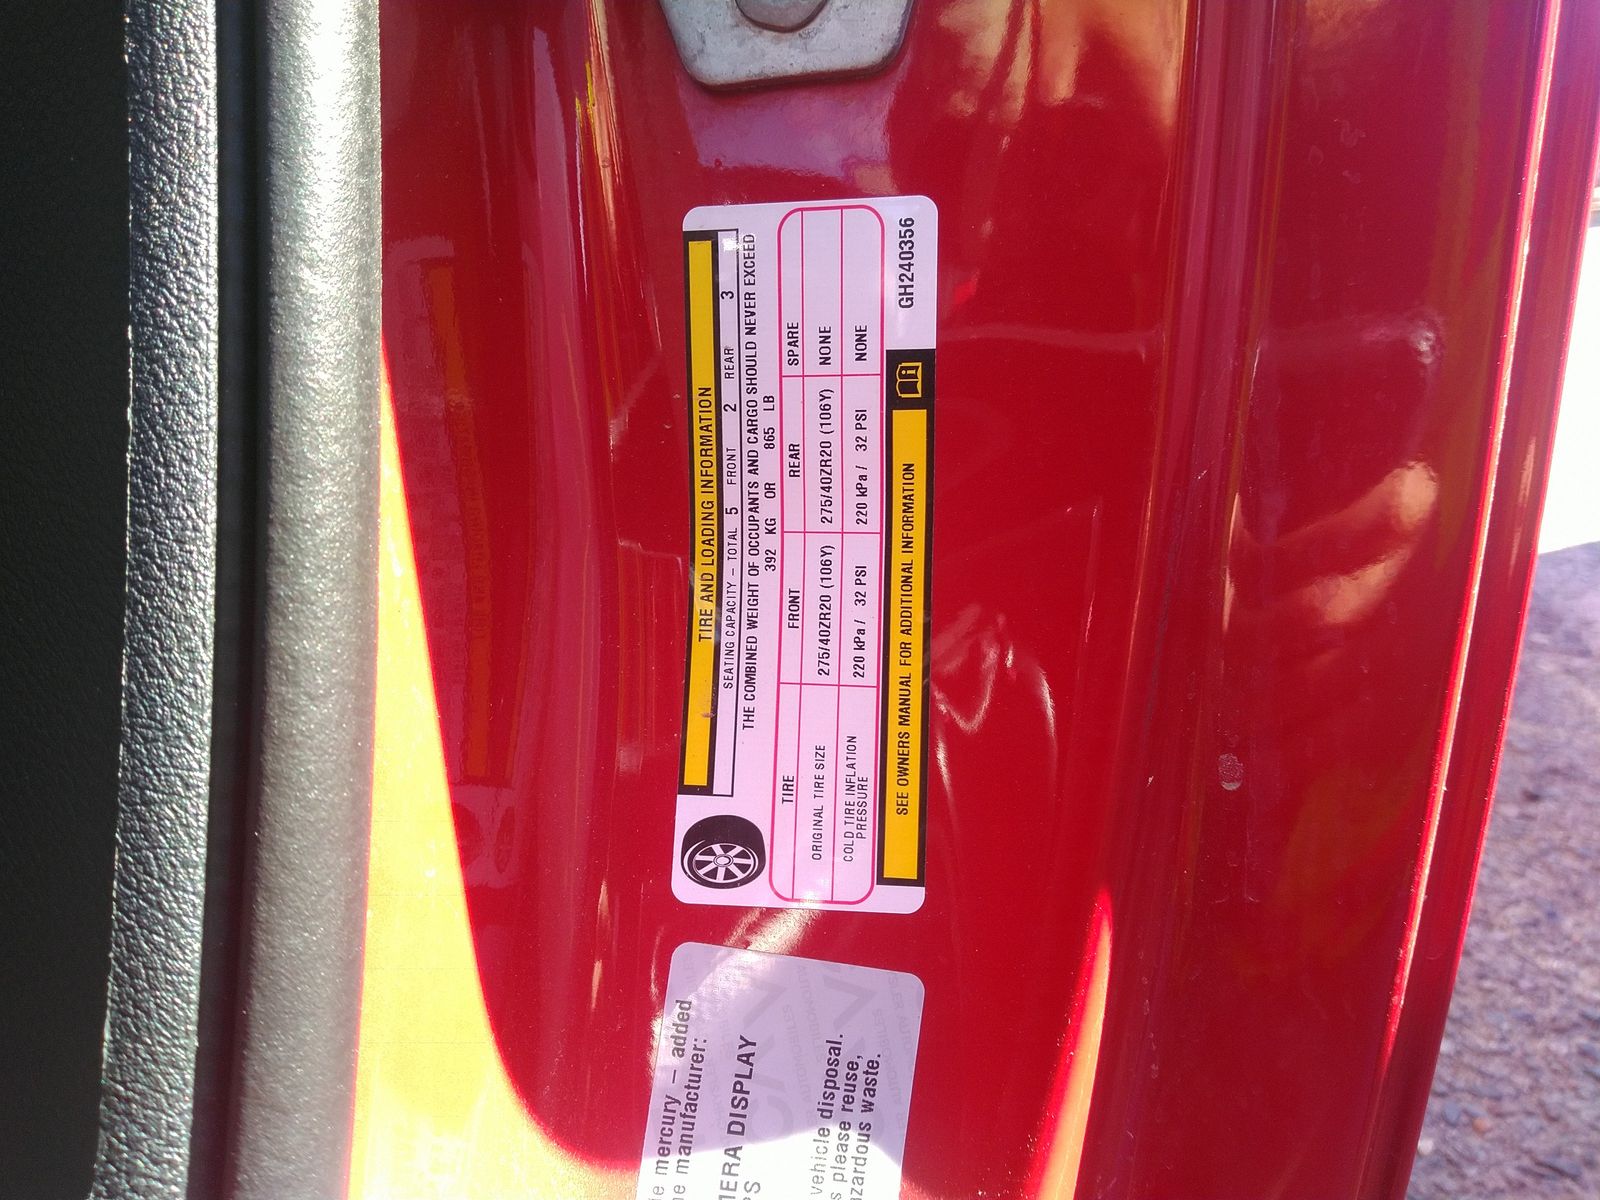 TIRE AND LOADING INFORMATION
SEATING CAPACITY – TOTAL 5 FRONT 2 REAR 3
THE COMBINED WEIGHT OF OCCUPANTS AND CARGO SHOULD NEVER EXCEED
392 KG OR 865 LB
TIRE FRONT REAR SPARE
ORIGINAL TIRE SIZE 275/40ZR20 (106Y) 275/40ZR20 (106Y) NONE
COLD TIRE INFLATION PRESSURE 220 kPa / 32 PSI 220 kPa / 32 PSI NONE
SEE OWNERS MANUAL FOR ADDITIONAL INFORMATION
GH240356
mercury – added
manufacturer:
DISPLAY
vehicle disposal.
please reuse,
waste.